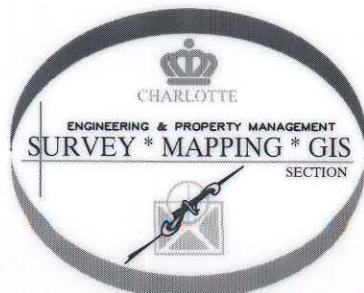 CHARLOTTE
ENGINEERING & PROPERTY MANAGEMENT
SURVEY * MAPPING * GIS
SECTION